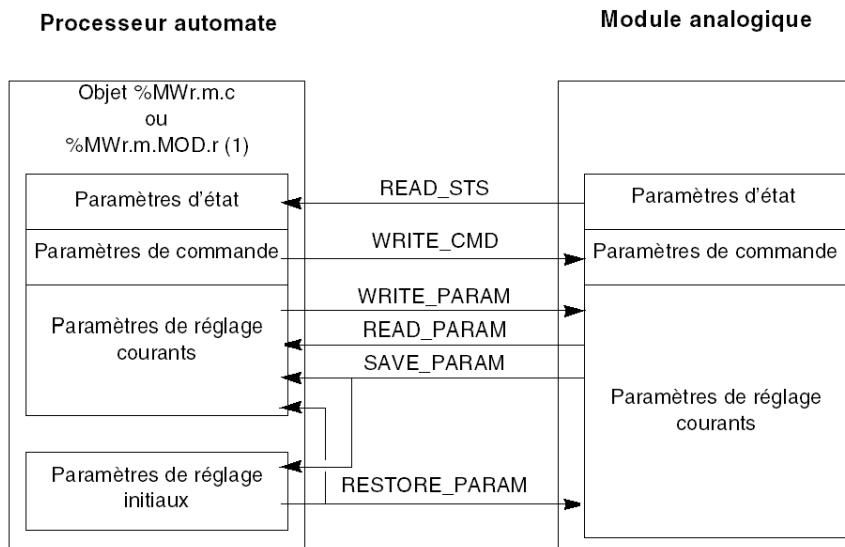 Processeur automate
Module analogique
Objet %MWr.m.c
ou
%MWr.m.MOD.r (1)
Paramètres d'état
READ_STS
Paramètres d'état
Paramètres de commande
WRITE_CMD
Paramètres de commande
Paramètres de réglage
courants
WRITE_PARAM
READ_PARAM
SAVE_PARAM
Paramètres de réglage
courants
Paramètres de réglage
initiaux
RESTORE_PARAM